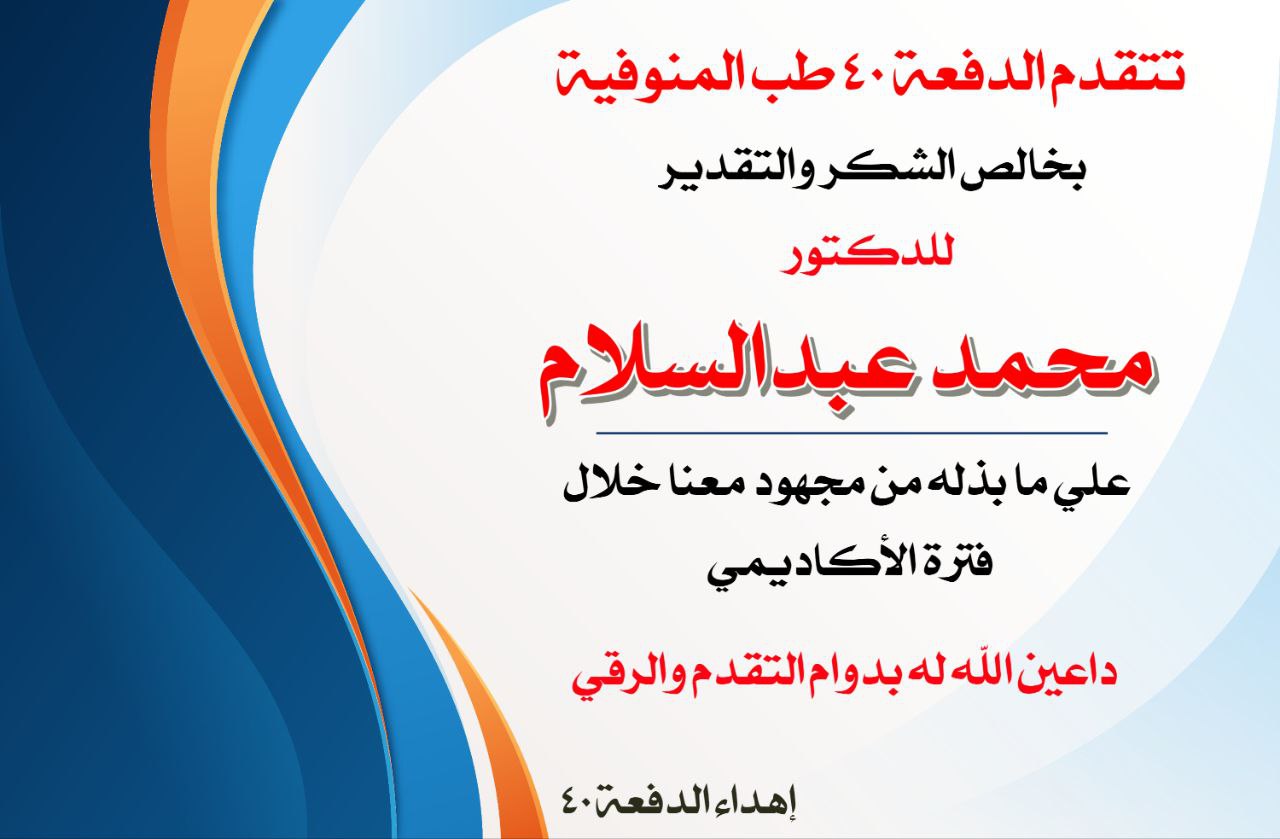 تتقدم الدفعة ٤٠ طب المنوفية
بخالص الشكر والتقدير
للدكتور
محمد عبدالسلام
علي ما بذله من مجهود معنا خلال
فترة الأكاديمي
داعين الله له بدوام التقدم والرقي
إهداء الدفعة ٤٠